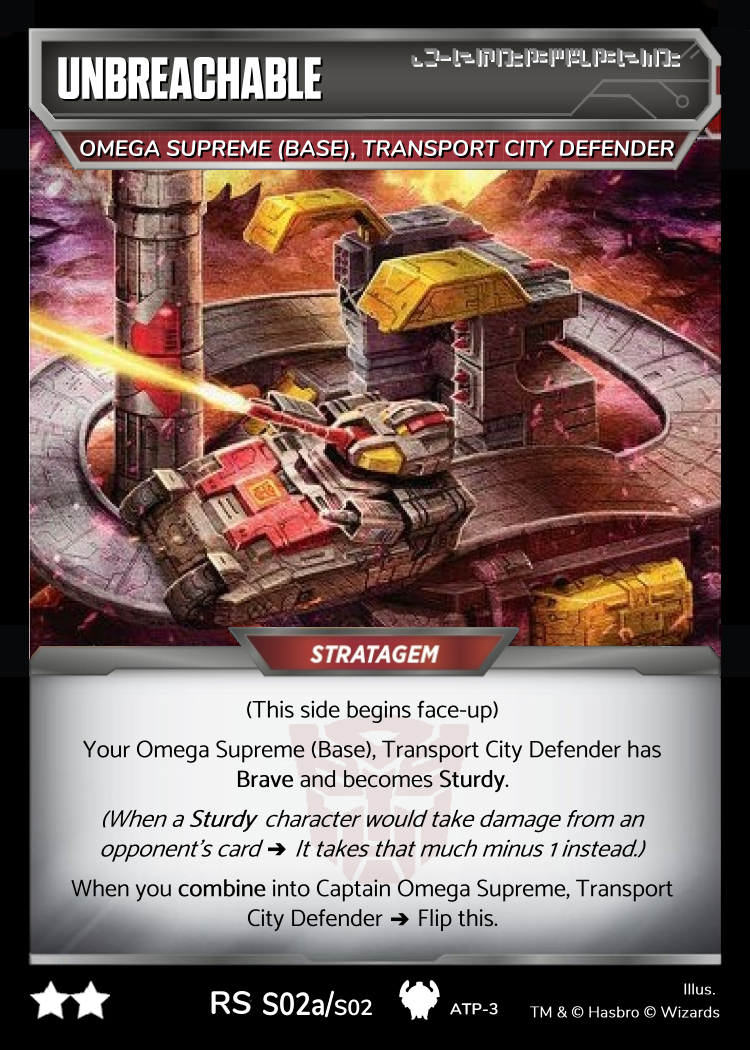 UNBREACHABLE
OMEGA SUPREME (BASE), TRANSPORT CITY DEFENDER
STRATAGEM
(This side begins face-up)
Your Omega Supreme (Base), Transport City Defender has
Brave and becomes Sturdy.
(When a Sturdy character would take damage from an
opponent's card ➔ It takes that much minus 1 instead.)
When you combine into Captain Omega Supreme, Transport
City Defender ➔ Flip this.
RS S02a/S02
ATP-3
Illus.
TM & © Hasbro © Wizards